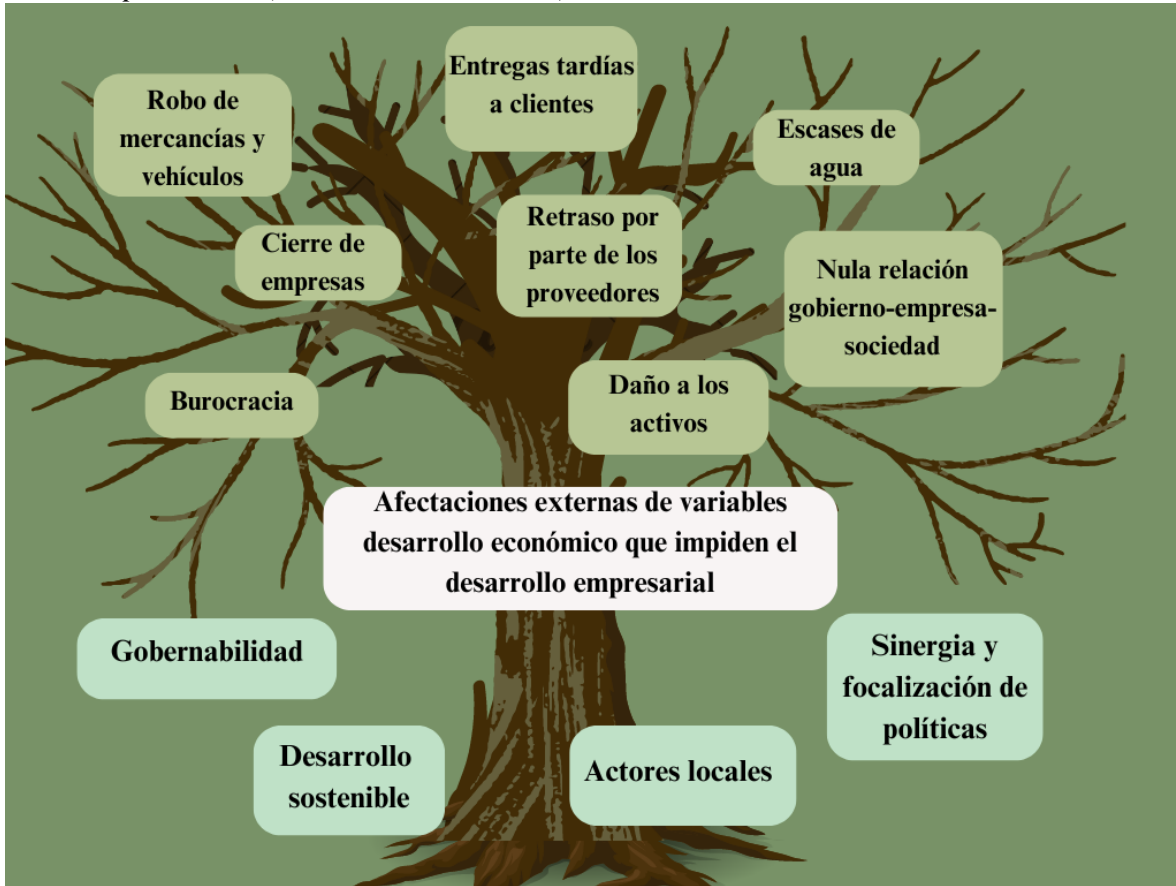 Entregas tardías
a clientes
Robo de
mercancías y
vehículos
Escases de
agua
Retraso por
parte de los
proveedores
Cierre de
empresas
Nula relación
gobierno-empresa-
sociedad
Burocracia
Daño a los
activos
Afectaciones externas de variables
desarrollo económico que impiden el
desarrollo empresarial
Gobernabilidad
Sinergia y
focalización de
políticas
Desarrollo
sostenible
Actores locales